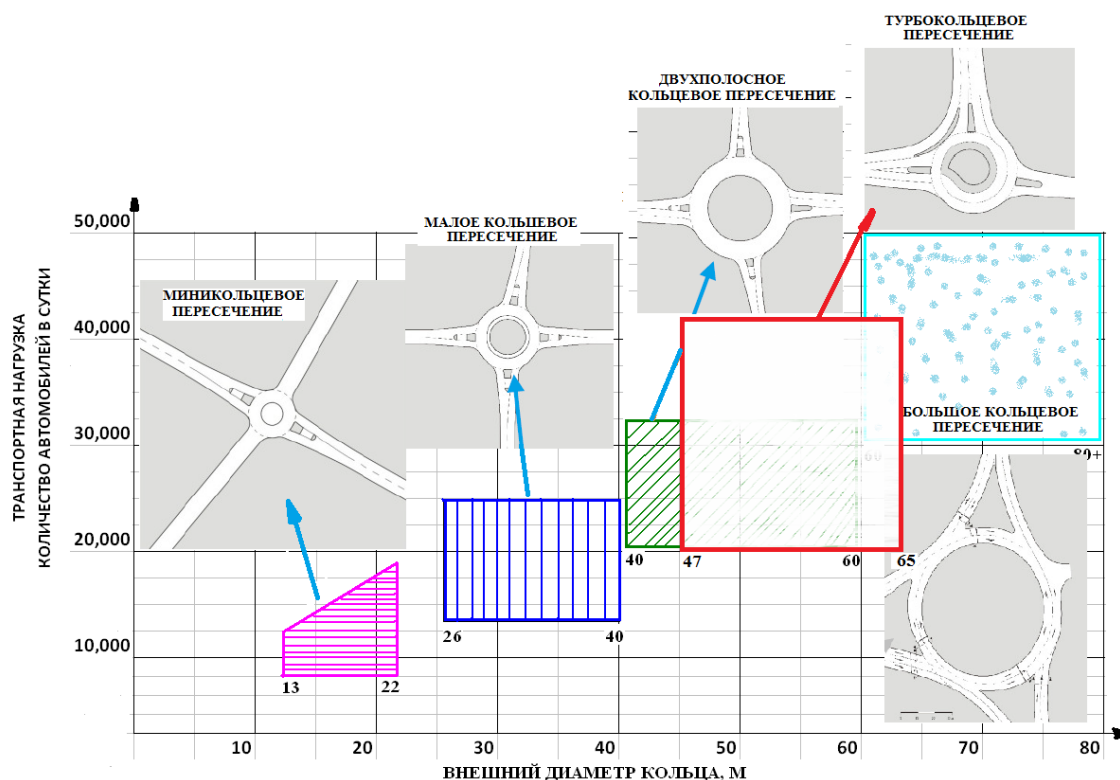 ТУРБОКОЛЬЦЕВОЕ
ПЕРЕСЕЧЕНИЕ
ДВУХПОЛОСНОЕ
КОЛЬЦЕВОЕ ПЕРЕСЕЧЕНИЕ
МАЛОЕ КОЛЬЦЕВОЕ
ПЕРЕСЕЧЕНИЕ
МИНИКОЛЬЦЕВОЕ
ПЕРЕСЕЧЕНИЕ
БОЛЬШОЕ КОЛЬЦЕВОЕ
ПЕРЕСЕЧЕНИЕ
ТРАНСПОРТНАЯ НАГРУЗКА
КОЛИЧЕСТВО АВТОМОБИЛЕЙ В СУТКИ
50,000
40,000
30,000
20,000
10,000
60 80+
40 47 60 65
26 40
13 22
10 20 30 40 50 60 70 80
ВНЕШНИЙ ДИАМЕТР КОЛЬЦА, М